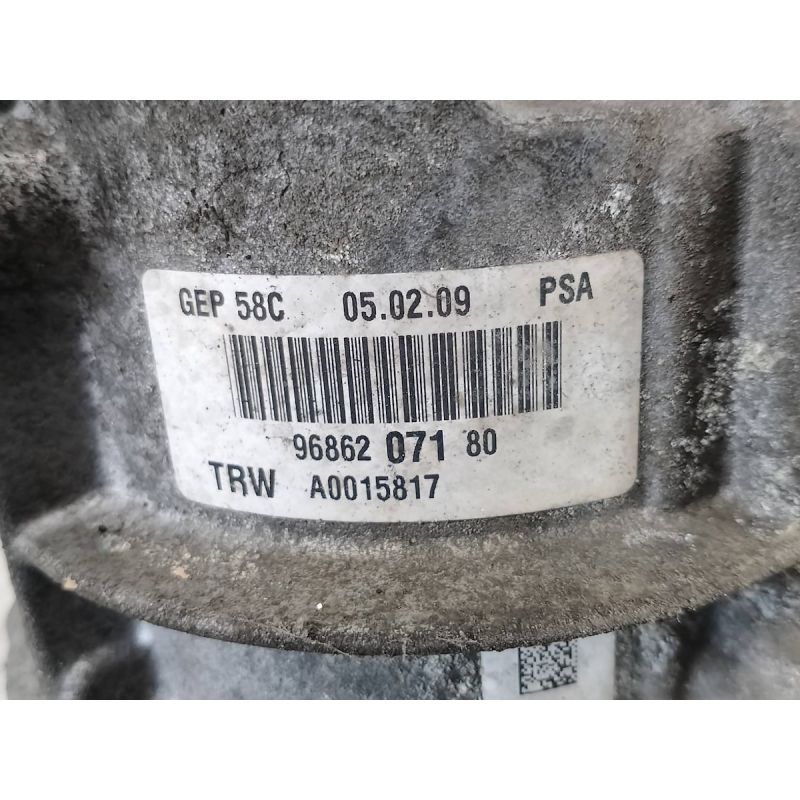 GEP 58C 05.02.09 PSA
96862 071 80
TRW A0015817